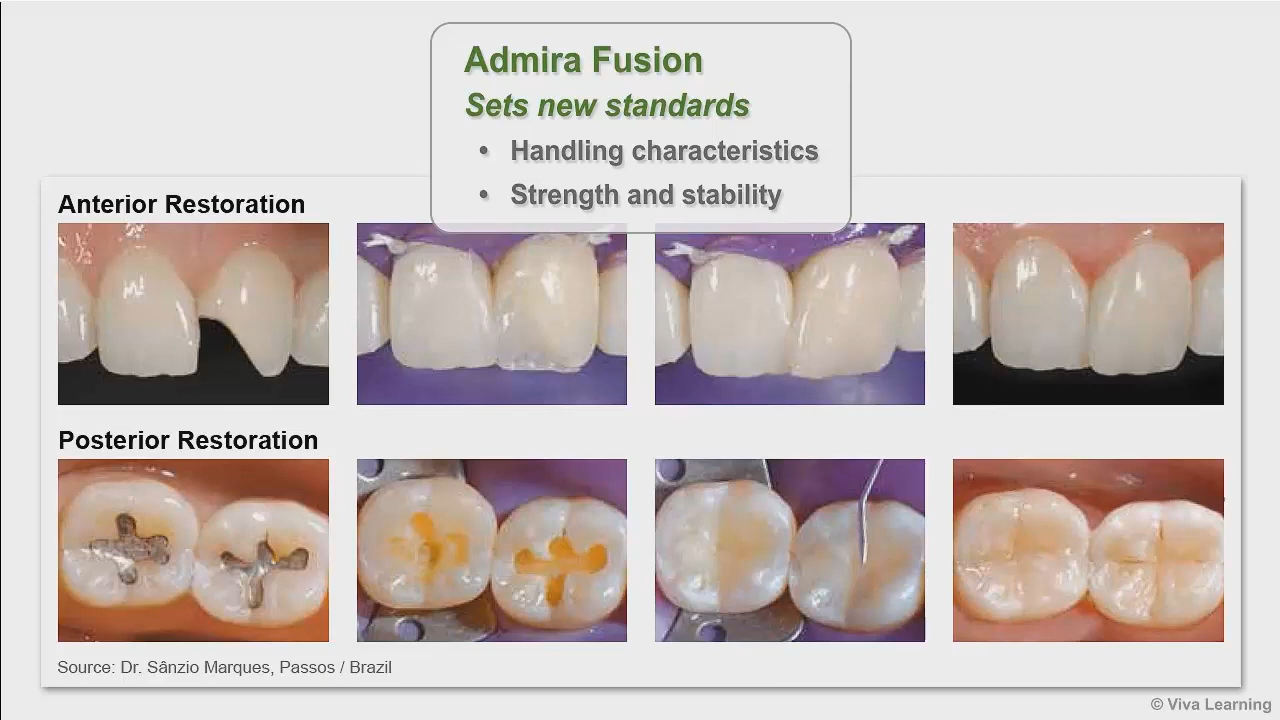 Admira Fusion
Sets new standards
• Handling characteristics
• Strength and stability
Anterior Restoration
Posterior Restoration
Source: Dr. Sânzio Marques, Passos / Brazil
© Viva Learning